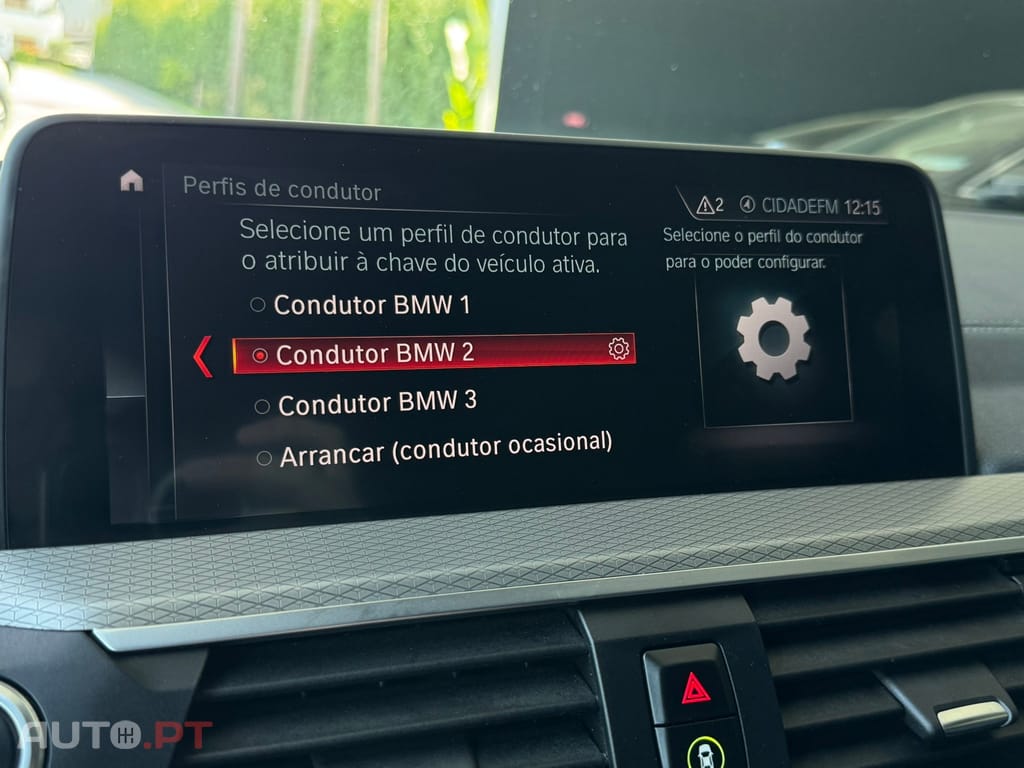 Perfis de condutor
2 CIDADEFM 12:15
Selecione um perfil de condutor para
o atribuir à chave do veículo ativa.
Condutor BMW 1
Condutor BMW 2
Condutor BMW 3
Arrancar (condutor ocasional)
Selecione o perfil do condutor
para o poder configurar.
AUTO.PT